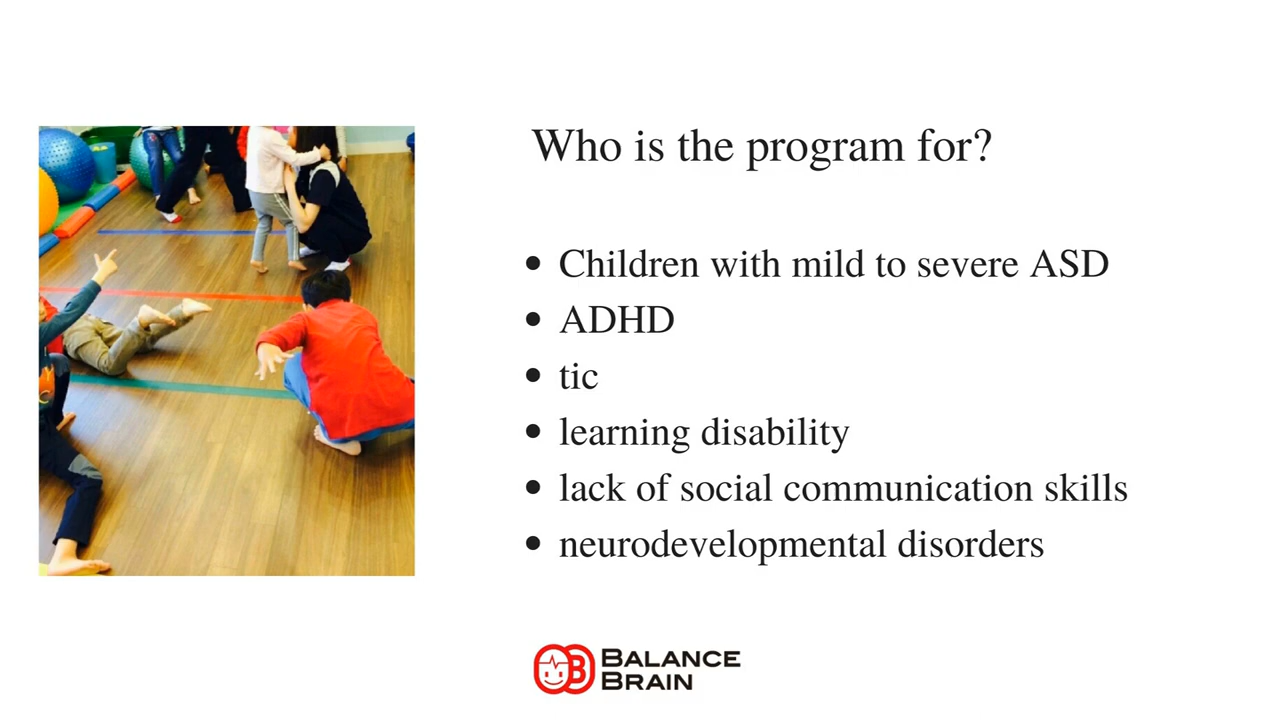 Who is the program for?
Children with mild to severe ASD
ADHD
tic
learning disability
lack of social communication skills
neurodevelopmental disorders
BALANCE
BRAIN